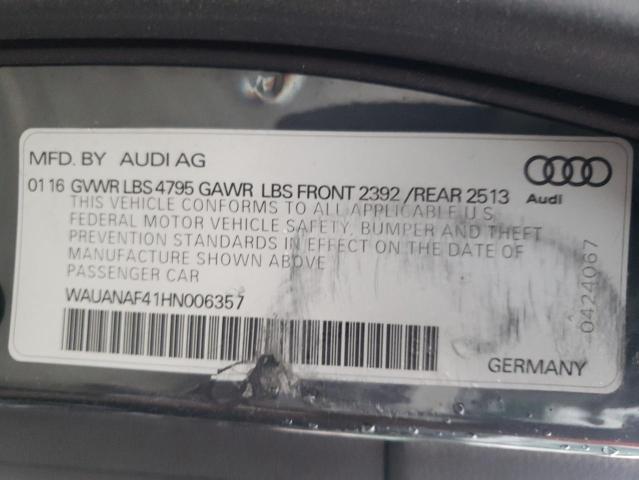 MFD. BY AUDI AG
01 16 GVWR LBS 4795 GAWR LBS FRONT 2392 /REAR 2513
Audi
THIS VEHICLE CONFORMS TO ALL APPLICABLE U.S.
FEDERAL MOTOR VEHICLE SAFETY, BUMPER AND THEFT
PREVENTION STANDARDS IN EFFECT ON THE DATE OF
MANUFACTURE SHOWN ABOVE
PASSENGER CAR
WAUANAF41HN006357
0424067
GERMANY